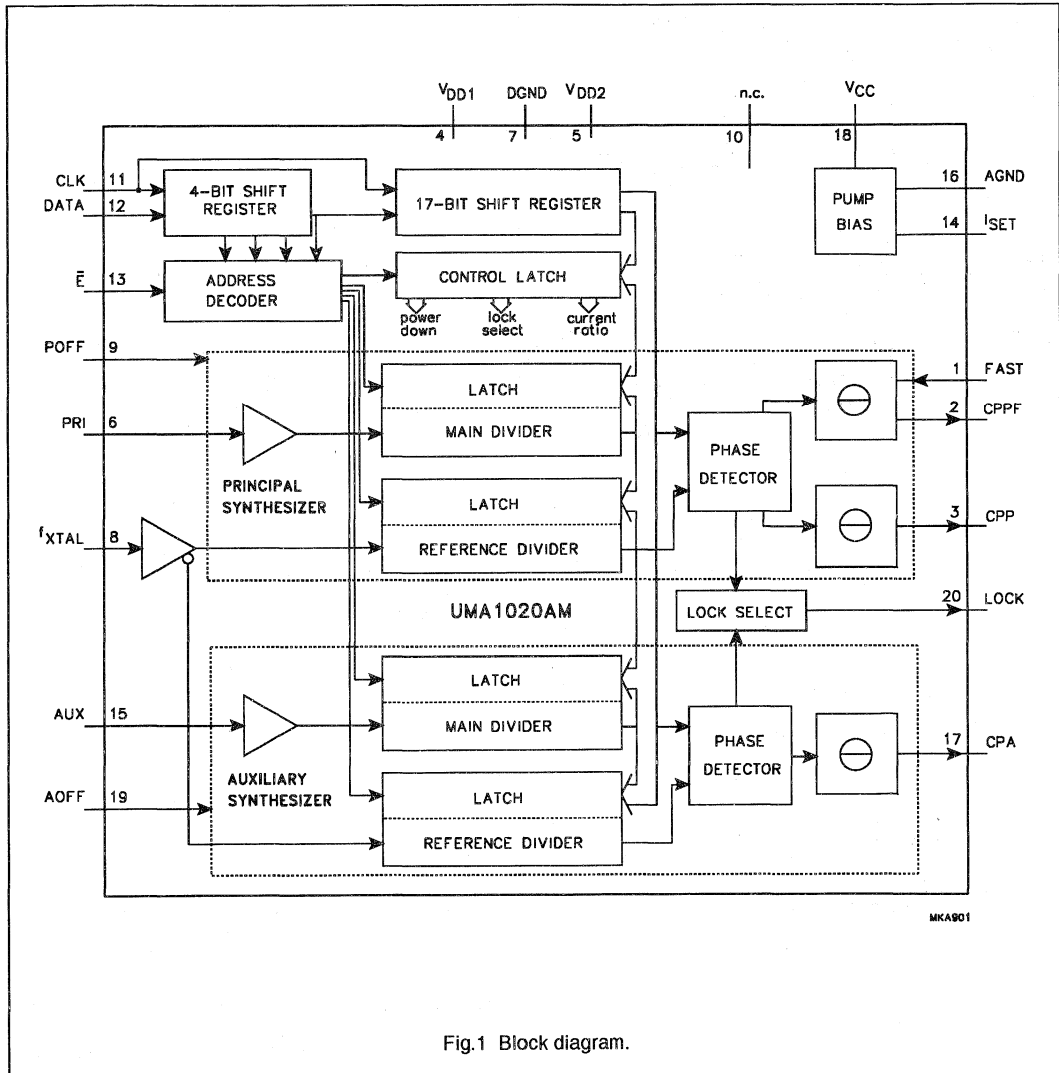 VDD1 DGND VDD2 n.c. VCC
4 7 5 10 18
CLK 11
DATA 12
4-BIT SHIFT
REGISTER
17-BIT SHIFT REGISTER
PUMP
BIAS
16 AGND
14 ISET
E̅ 13
ADDRESS
DECODER
CONTROL LATCH
power
down
lock
select
current
ratio
POFF 9
PRI 6
PRINCIPAL
SYNTHESIZER
LATCH
MAIN DIVIDER
LATCH
REFERENCE DIVIDER
PHASE
DETECTOR
1 FAST
2 CPPF
3 CPP
fXTAL 8
UMA1020AM
LOCK SELECT
20 LOCK
AUX 15
AUXILIARY
SYNTHESIZER
AOFF 19
LATCH
MAIN DIVIDER
LATCH
REFERENCE DIVIDER
PHASE
DETECTOR
17 CPA
MKA901
Fig.1 Block diagram.